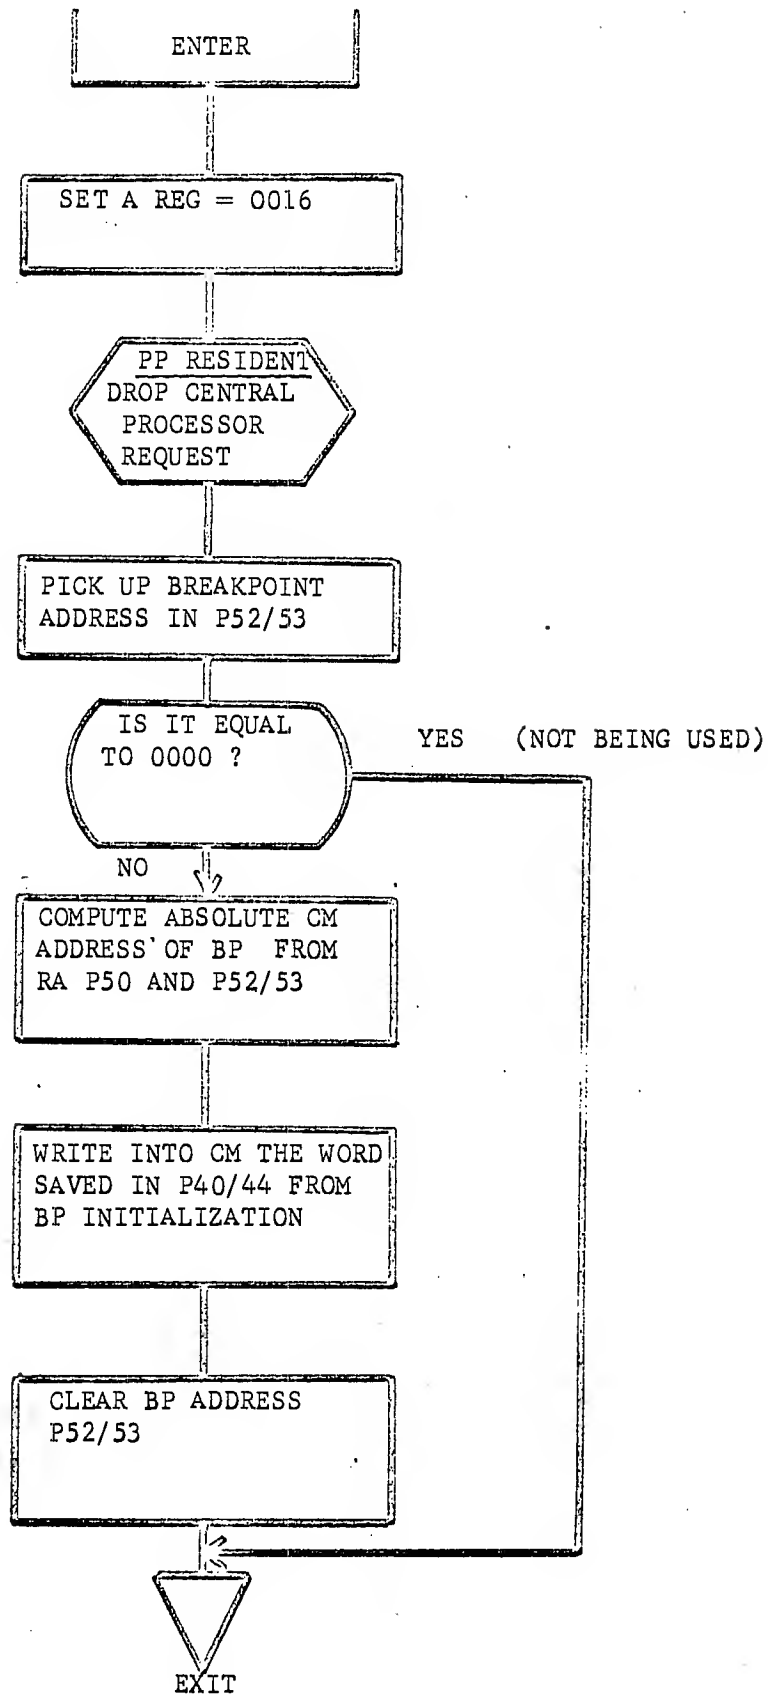 ENTER
SET A REG = 0016
PP RESIDENT
DROP CENTRAL
PROCESSOR
REQUEST
PICK UP BREAKPOINT
ADDRESS IN P52/53
IS IT EQUAL
TO 0000 ?
YES (NOT BEING USED)
NO
COMPUTE ABSOLUTE CM
ADDRESS OF BP FROM
RA P50 AND P52/53
WRITE INTO CM THE WORD
SAVED IN P40/44 FROM
BP INITIALIZATION
CLEAR BP ADDRESS
P52/53
EXIT